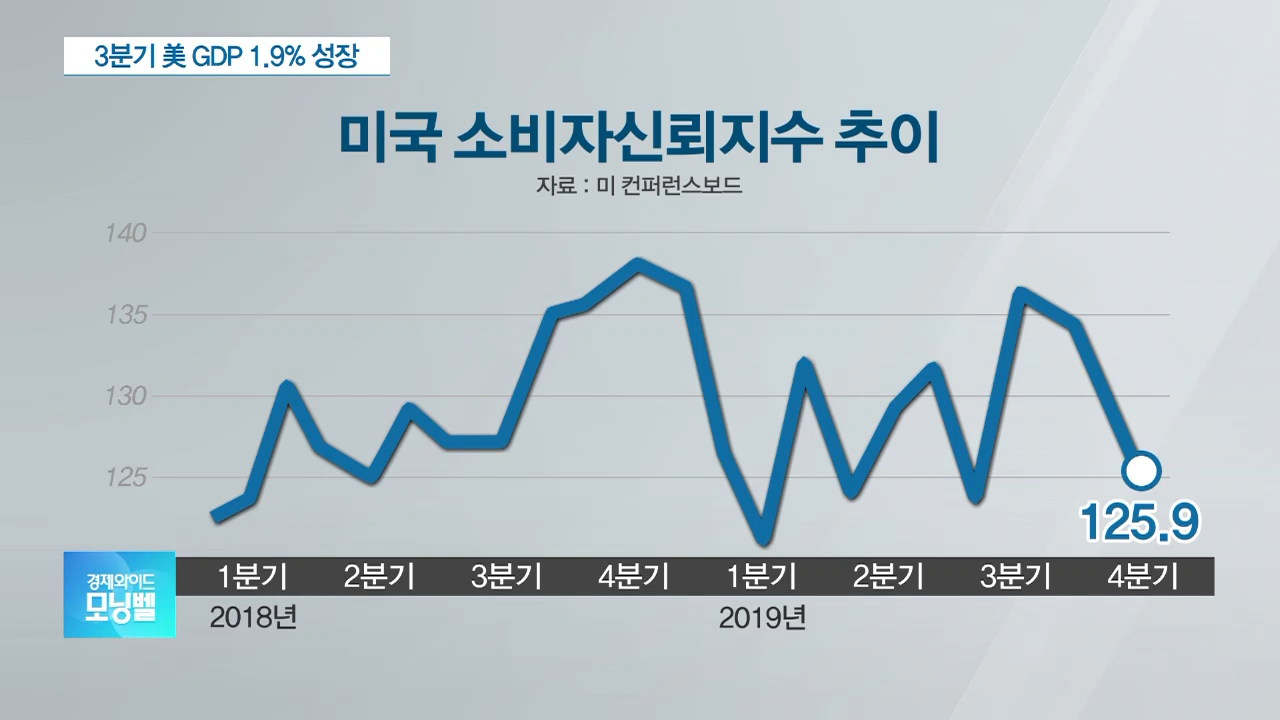 3분기 美 GDP 1.9% 성장
미국 소비자신뢰지수 추이
자료 : 미 컨퍼런스보드
140
135
130
125
125.9
1분기 2분기 3분기 4분기 1분기 2분기 3분기 4분기
2018년 2019년
경제와이드
모닝벨